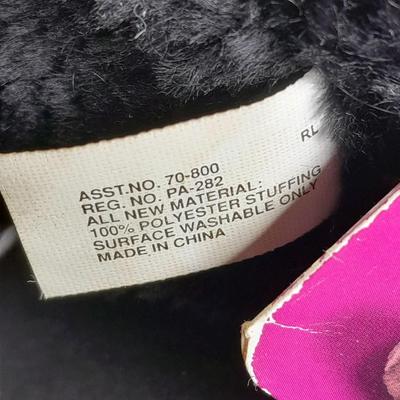 RL
ASST.NO. 70-800
REG. NO. PA-282
ALL NEW MATERIAL:
100% POLYESTER STUFFING
SURFACE WASHABLE ONLY
MADE IN CHINA